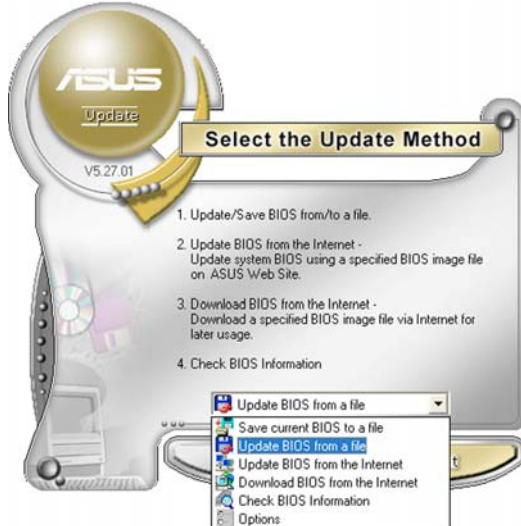 ASUS
Update
V5.27.01
Select the Update Method
1. Update/Save BIOS from/to a file.
2. Update BIOS from the Internet -
Update system BIOS using a specified BIOS image file
on ASUS Web Site.
3. Download BIOS from the Internet -
Download a specified BIOS image file via Internet for
later usage.
4. Check BIOS Information
Update BIOS from a file
Save current BIOS to a file
Update BIOS from a file
Update BIOS from the Internet
Download BIOS from the Internet
Check BIOS Information
Options